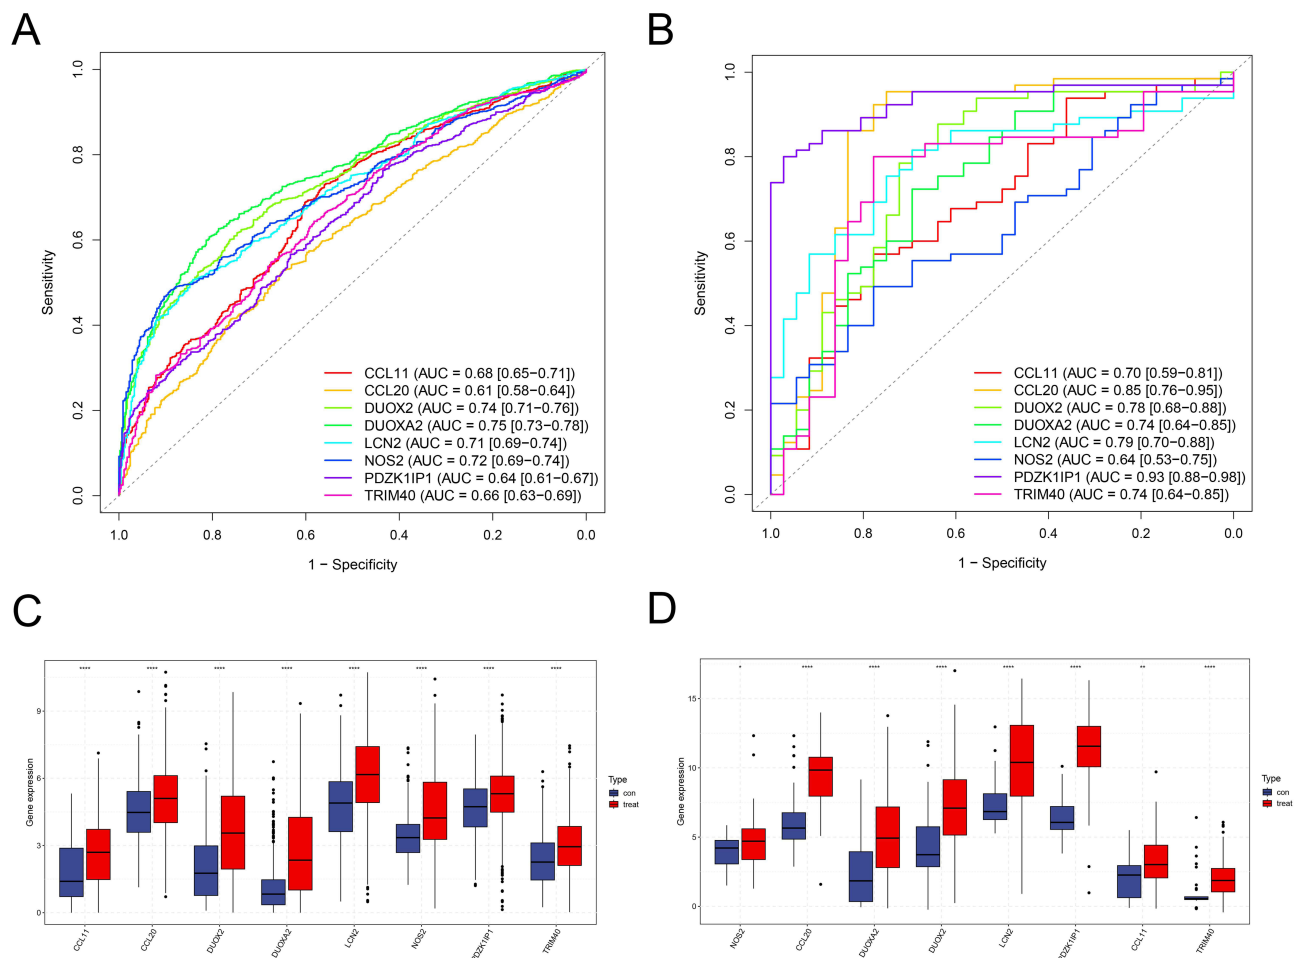 A
B
1.0
0.8
0.6
0.4
0.2
0.0
Sensitivity
CCL11 (AUC = 0.68 [0.65−0.71])
CCL20 (AUC = 0.61 [0.58−0.64])
DUOX2 (AUC = 0.74 [0.71−0.76])
DUOXA2 (AUC = 0.75 [0.73−0.78])
LCN2 (AUC = 0.71 [0.69−0.74])
NOS2 (AUC = 0.72 [0.69−0.74])
PDZK1IP1 (AUC = 0.64 [0.61−0.67])
TRIM40 (AUC = 0.66 [0.63−0.69])
1.0 0.8 0.6 0.4 0.2 0.0
1 − Specificity
1.0
0.8
0.6
0.4
0.2
0.0
Sensitivity
CCL11 (AUC = 0.70 [0.59−0.81])
CCL20 (AUC = 0.85 [0.76−0.95])
DUOX2 (AUC = 0.78 [0.68−0.88])
DUOXA2 (AUC = 0.74 [0.64−0.85])
LCN2 (AUC = 0.79 [0.70−0.88])
NOS2 (AUC = 0.64 [0.53−0.75])
PDZK1IP1 (AUC = 0.93 [0.88−0.98])
TRIM40 (AUC = 0.74 [0.64−0.85])
1.0 0.8 0.6 0.4 0.2 0.0
1 − Specificity
C
D
**** **** **** **** **** **** **** ****
9
6
3
0
Gene expression
Type
con
treat
CCL11 CCL20 DUOX2 DUOXA2 LCN2 NOS2 PDZK1IP1 TRIM40
* **** **** **** **** **** ** ****
15
10
5
0
Gene expression
Type
con
treat
NOS2 CCL20 DUOXA2 DUOX2 LCN2 PDZK1IP1 CCL11 TRIM40